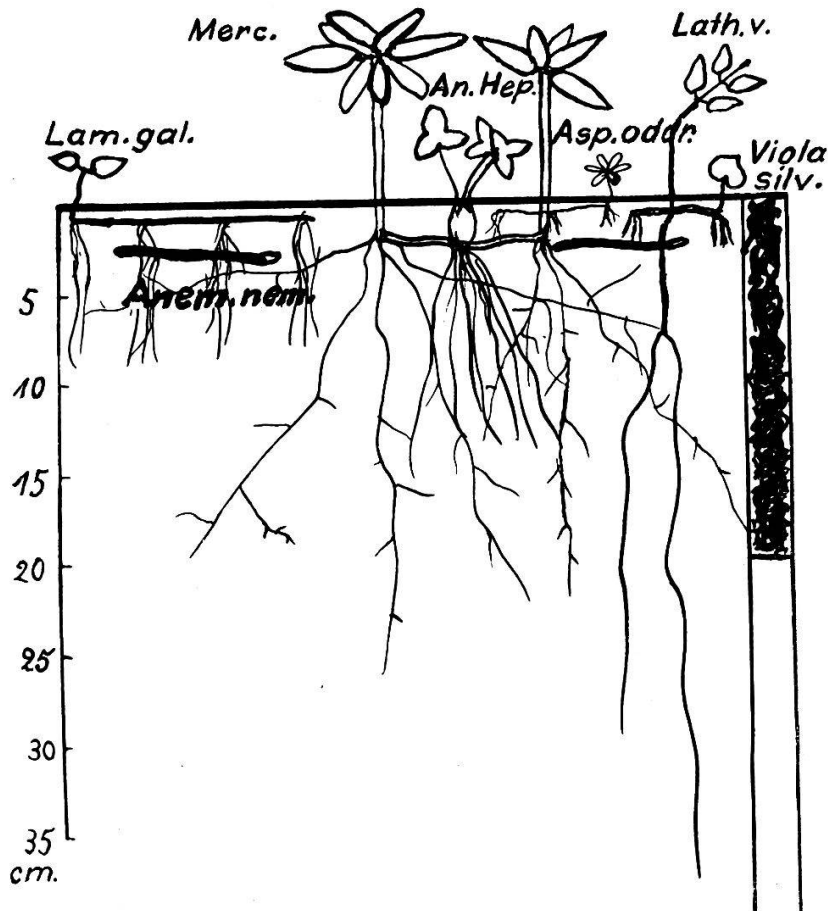 Merc.
Lath.v.
An.Hep.
Lam.gal.
Asp.odor.
Viola
silv.
Anem.nem.
5
10
15
20
25
30
35
cm.